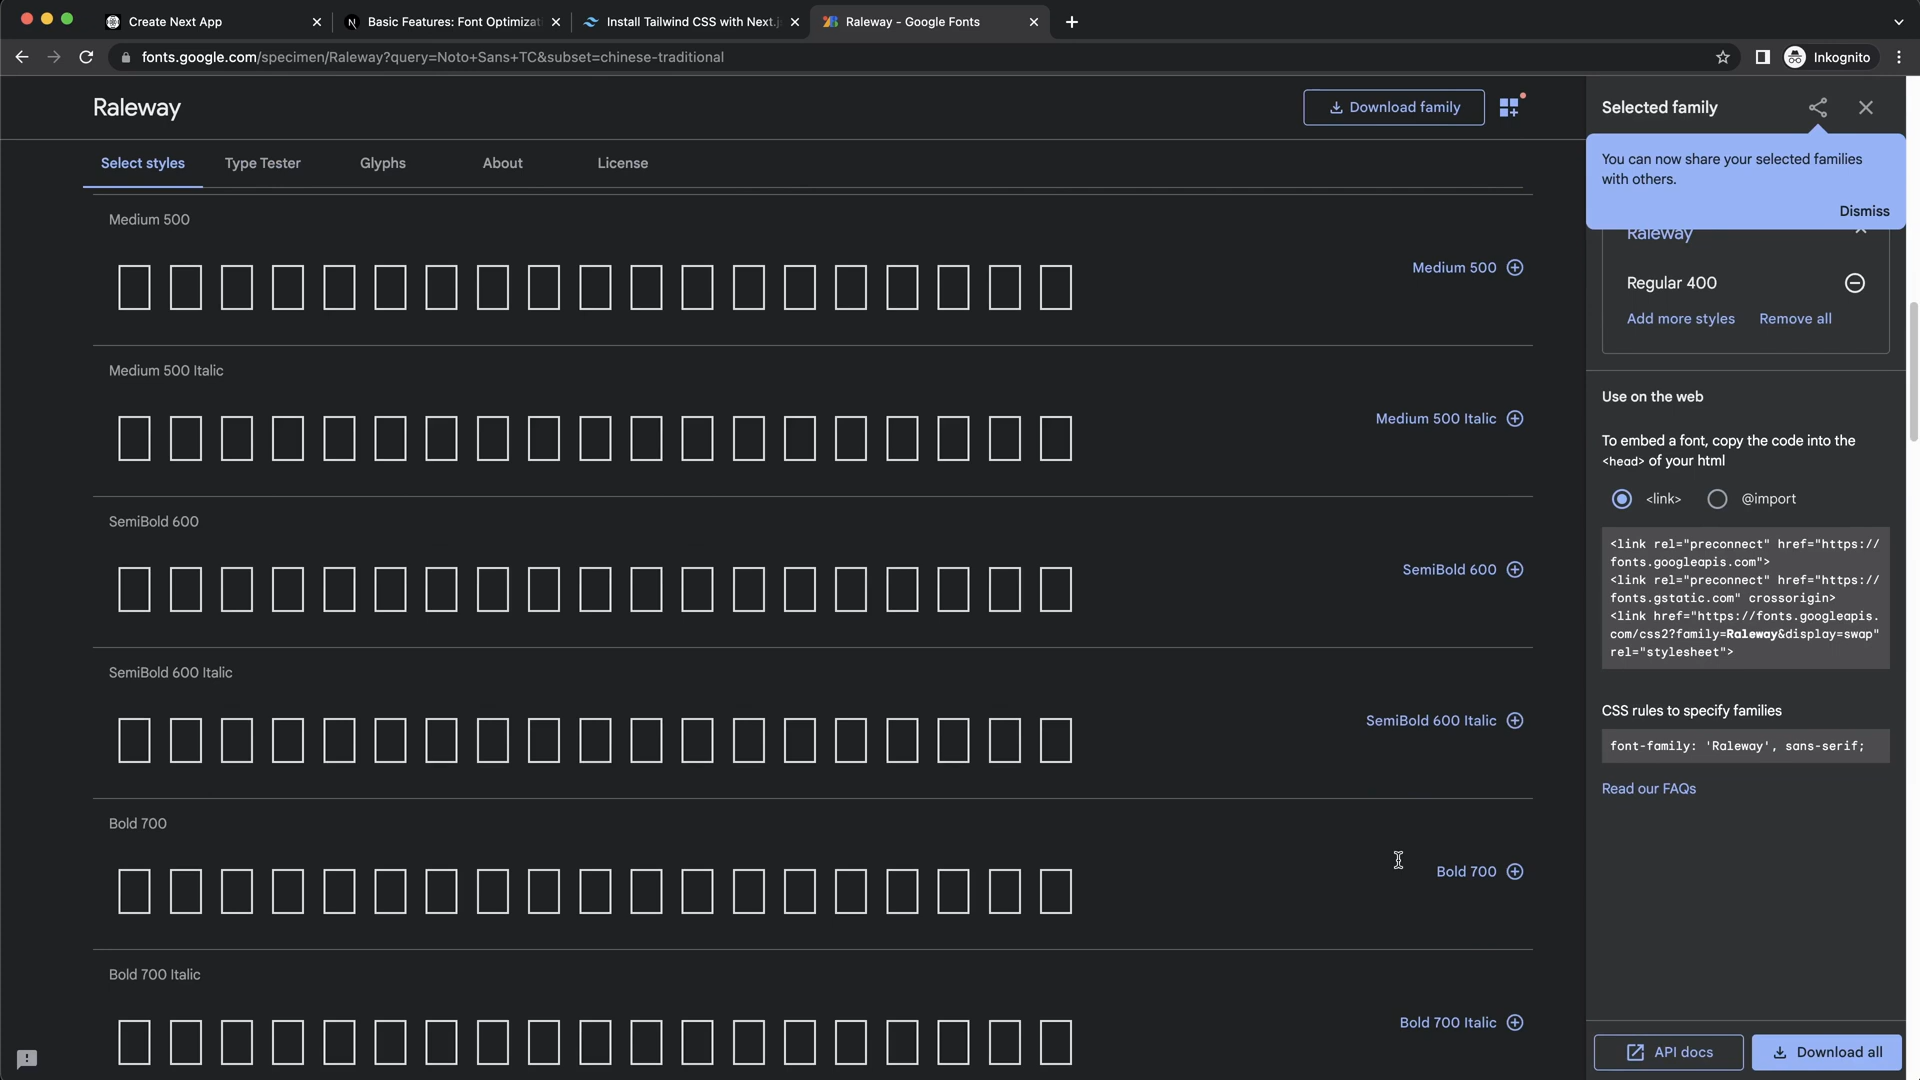 Create Next App
Basic Features: Font Optimizati
Install Tailwind CSS with Next.j
Raleway - Google Fonts
fonts.google.com/specimen/Raleway?query=Noto+Sans+TC&subset=chinese-traditional
Inkognito
Raleway
Download family
Select styles
Type Tester
Glyphs
About
License
Medium 500
Medium 500
Medium 500 Italic
Medium 500 Italic
SemiBold 600
SemiBold 600
SemiBold 600 Italic
SemiBold 600 Italic
Bold 700
Bold 700
Bold 700 Italic
Bold 700 Italic
Selected family
You can now share your selected families
with others.
Dismiss
Raleway
Regular 400
Add more styles
Remove all
Use on the web
To embed a font, copy the code into the
<head> of your html
<link>
@import
<link rel="preconnect" href="https://
fonts.googleapis.com">
<link rel="preconnect" href="https://
fonts.gstatic.com" crossorigin>
<link href="https://fonts.googleapis.
com/css2?family=Raleway&display=swap"
rel="stylesheet">
CSS rules to specify families
font-family: 'Raleway', sans-serif;
Read our FAQs
API docs
Download all